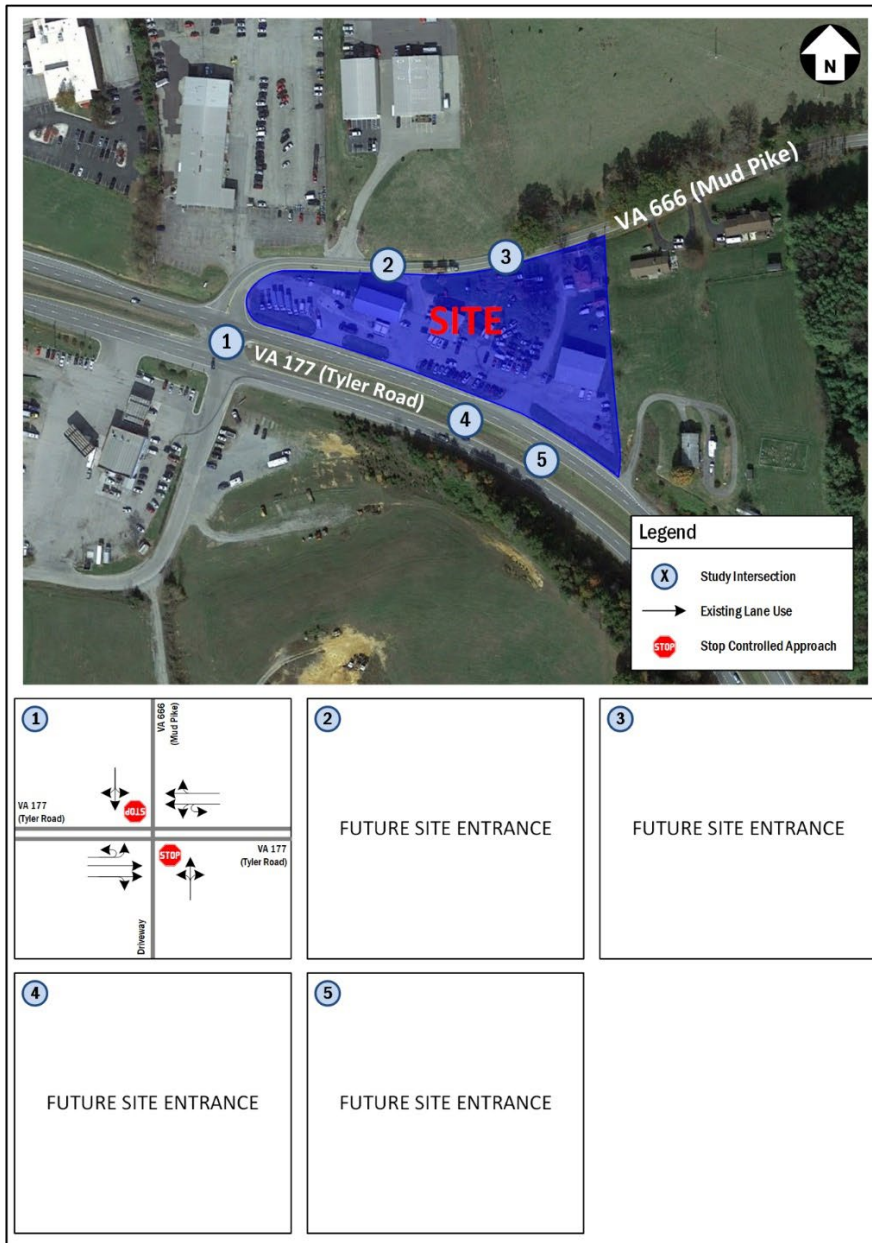 N
VA 666 (Mud Pike)
2
3
SITE
1
VA 177 (Tyler Road)
4
5
Legend
X
Study Intersection
Existing Lane Use
STOP
Stop Controlled Approach
1
VA 666
(Mud Pike)
VA 177
(Tyler Road)
STOP
STOP
VA 177
(Tyler Road)
Driveway
2
FUTURE SITE ENTRANCE
3
FUTURE SITE ENTRANCE
4
FUTURE SITE ENTRANCE
5
FUTURE SITE ENTRANCE